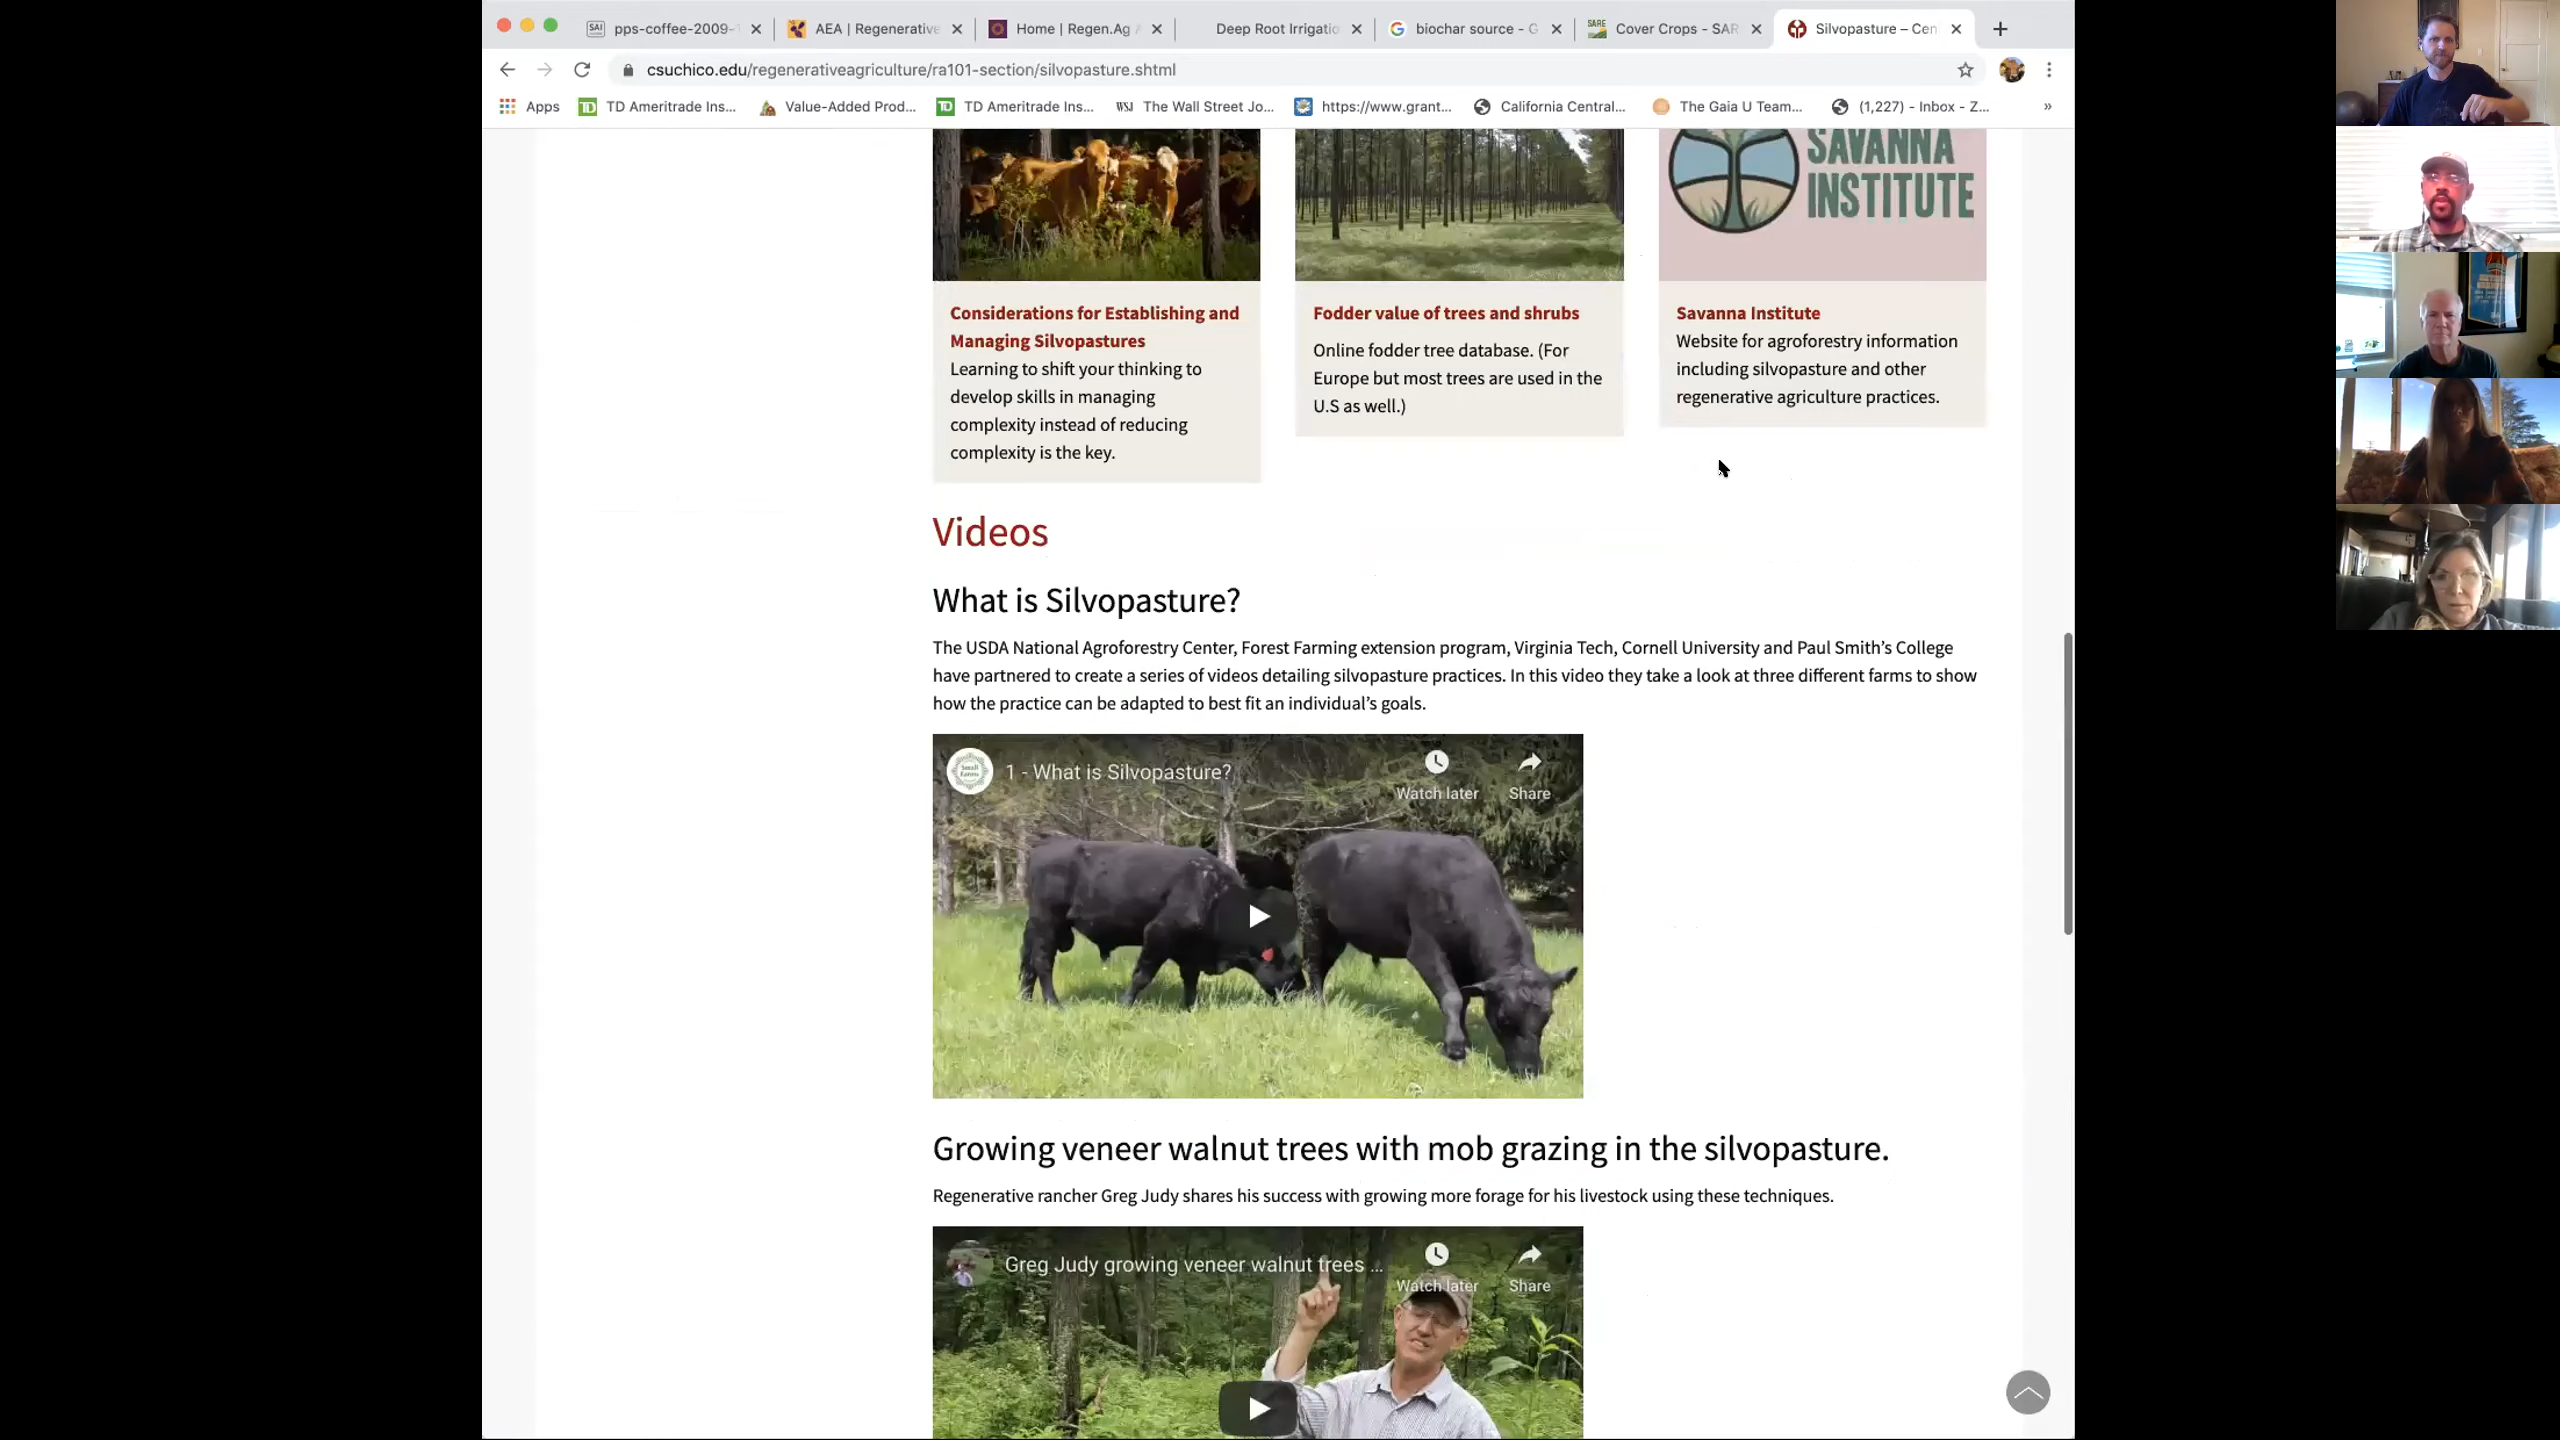 pps-coffee-2009-
AEA | Regenerative
Home | Regen.Ag
Deep Root Irrigatio
biochar source - G
SARE
Cover Crops - SAR
Silvopasture – Cen
csuchico.edu/regenerativeagriculture/ra101-section/silvopasture.shtml
Apps
TD Ameritrade Ins...
Value-Added Prod...
TD Ameritrade Ins...
WSJ The Wall Street Jo...
https://www.grant...
California Central...
The Gaia U Team...
(1,227) - Inbox - Z...
»
SAVANNA
INSTITUTE
Considerations for Establishing and
Managing Silvopastures
Learning to shift your thinking to
develop skills in managing
complexity instead of reducing
complexity is the key.
Fodder value of trees and shrubs
Online fodder tree database. (For
Europe but most trees are used in the
U.S as well.)
Savanna Institute
Website for agroforestry information
including silvopasture and other
regenerative agriculture practices.
Videos
What is Silvopasture?
The USDA National Agroforestry Center, Forest Farming extension program, Virginia Tech, Cornell University and Paul Smith’s College
have partnered to create a series of videos detailing silvopasture practices. In this video they take a look at three different farms to show
how the practice can be adapted to best fit an individual’s goals.
Small Farms
1 - What is Silvopasture?
Watch later
Share
Growing veneer walnut trees with mob grazing in the silvopasture.
Regenerative rancher Greg Judy shares his success with growing more forage for his livestock using these techniques.
Greg Judy growing veneer walnut trees ...
Watch later
Share